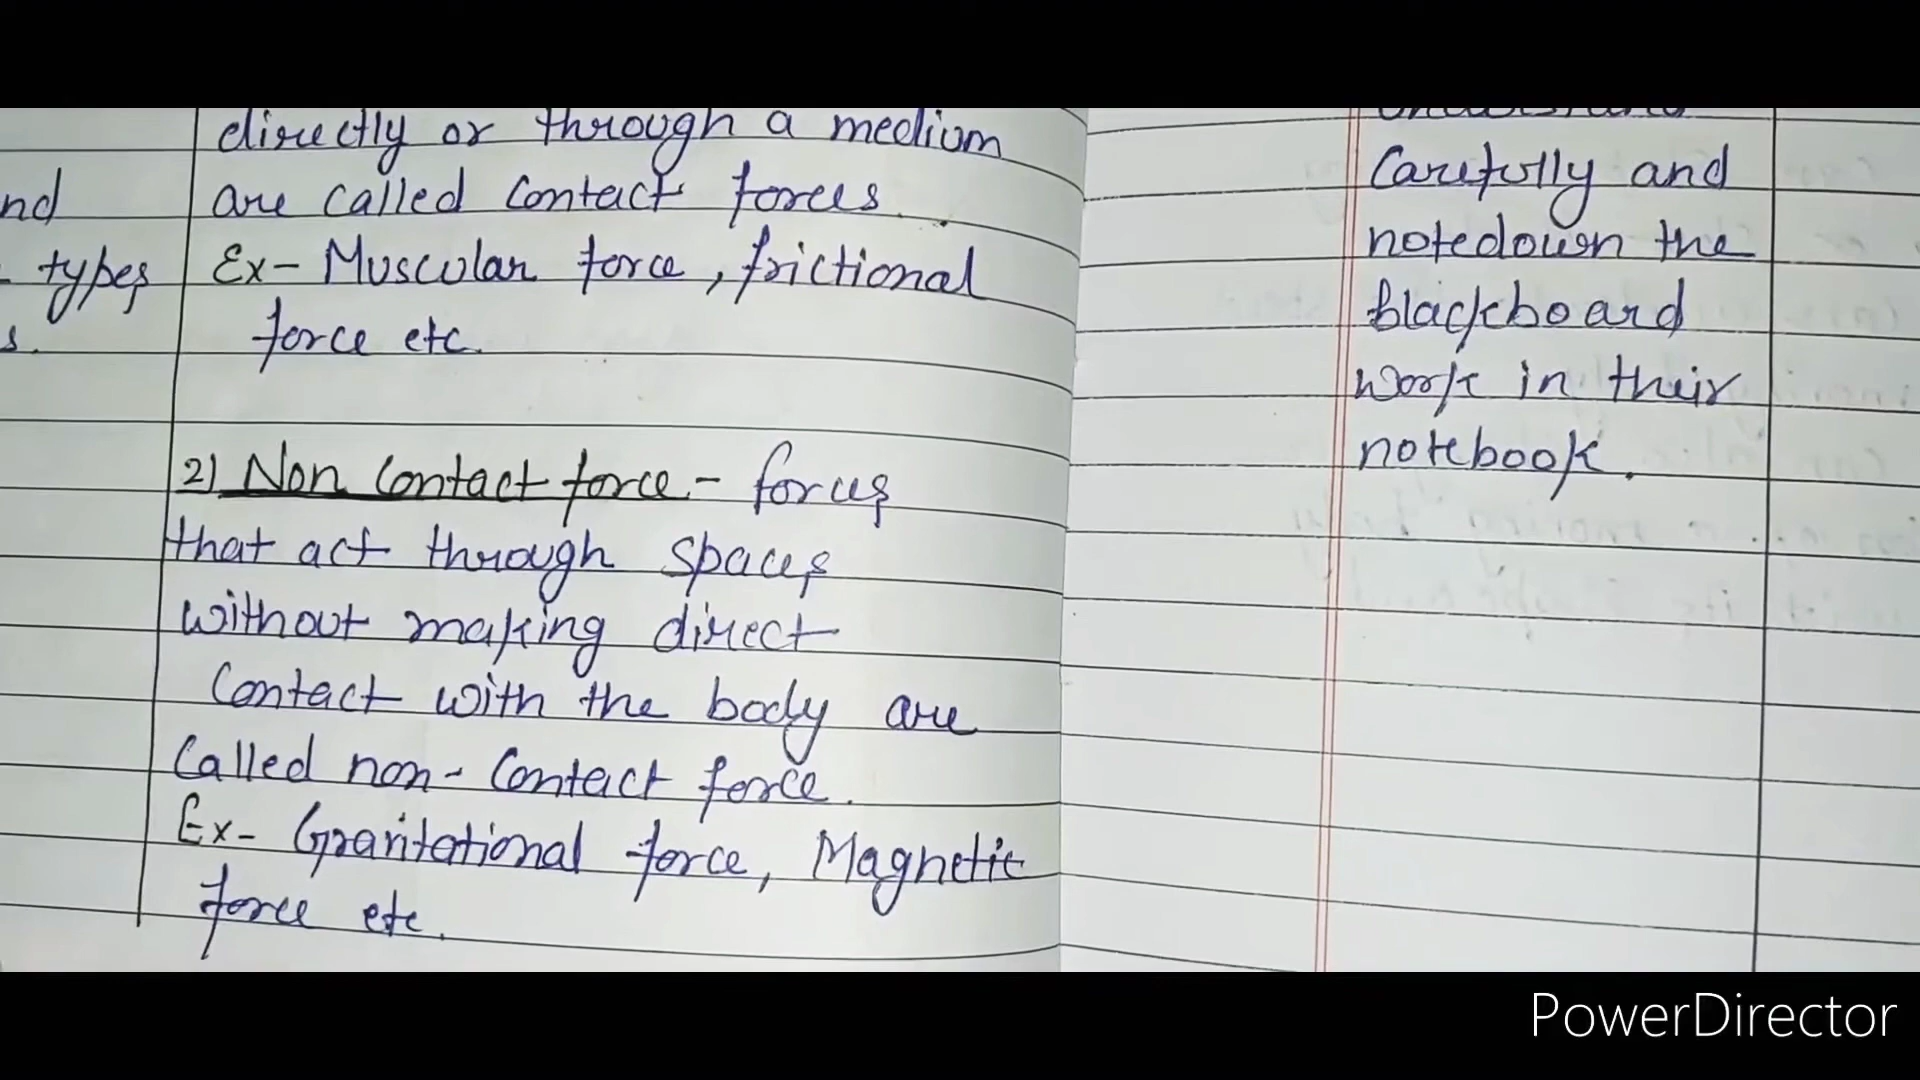 nd
- types
s.
directly or through a medium
are called Contact forces.
Ex- Muscular force, frictional
force etc.
2) Non Contact force - forces
that act through spaces
without making direct
Contact with the body are
Called non-Contact force.
Ex- Gravitational force, Magnetic
force etc.
Carefully and
notedown the
blackboard
work in their
notebook.
PowerDirector